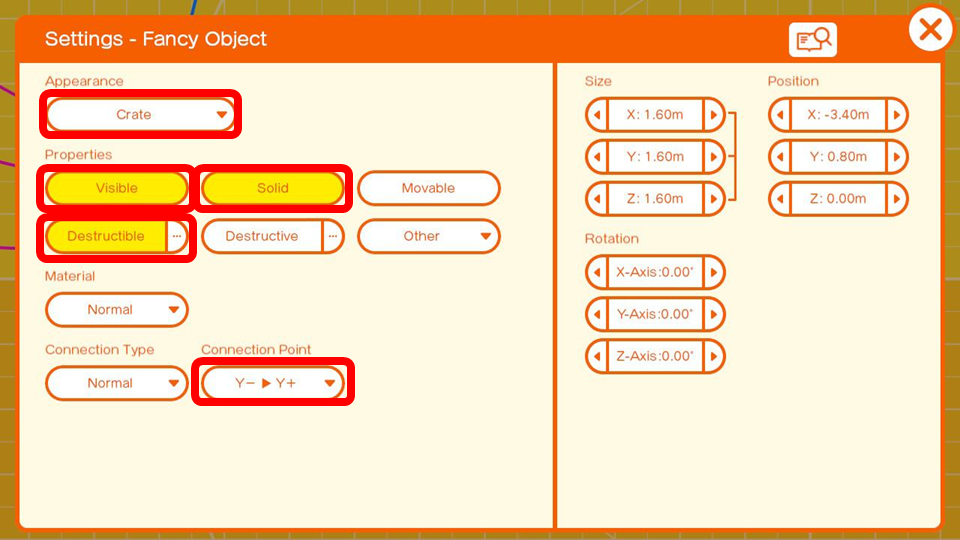 Settings - Fancy Object
Appearance
Crate
Properties
Visible
Solid
Movable
Destructible ...
Destructive ...
Other
Material
Normal
Connection Type
Normal
Connection Point
Y− ▶ Y+
Size
X: 1.60m
Y: 1.60m
Z: 1.60m
Position
X: -3.40m
Y: 0.80m
Z: 0.00m
Rotation
X-Axis:0.00°
Y-Axis:0.00°
Z-Axis:0.00°